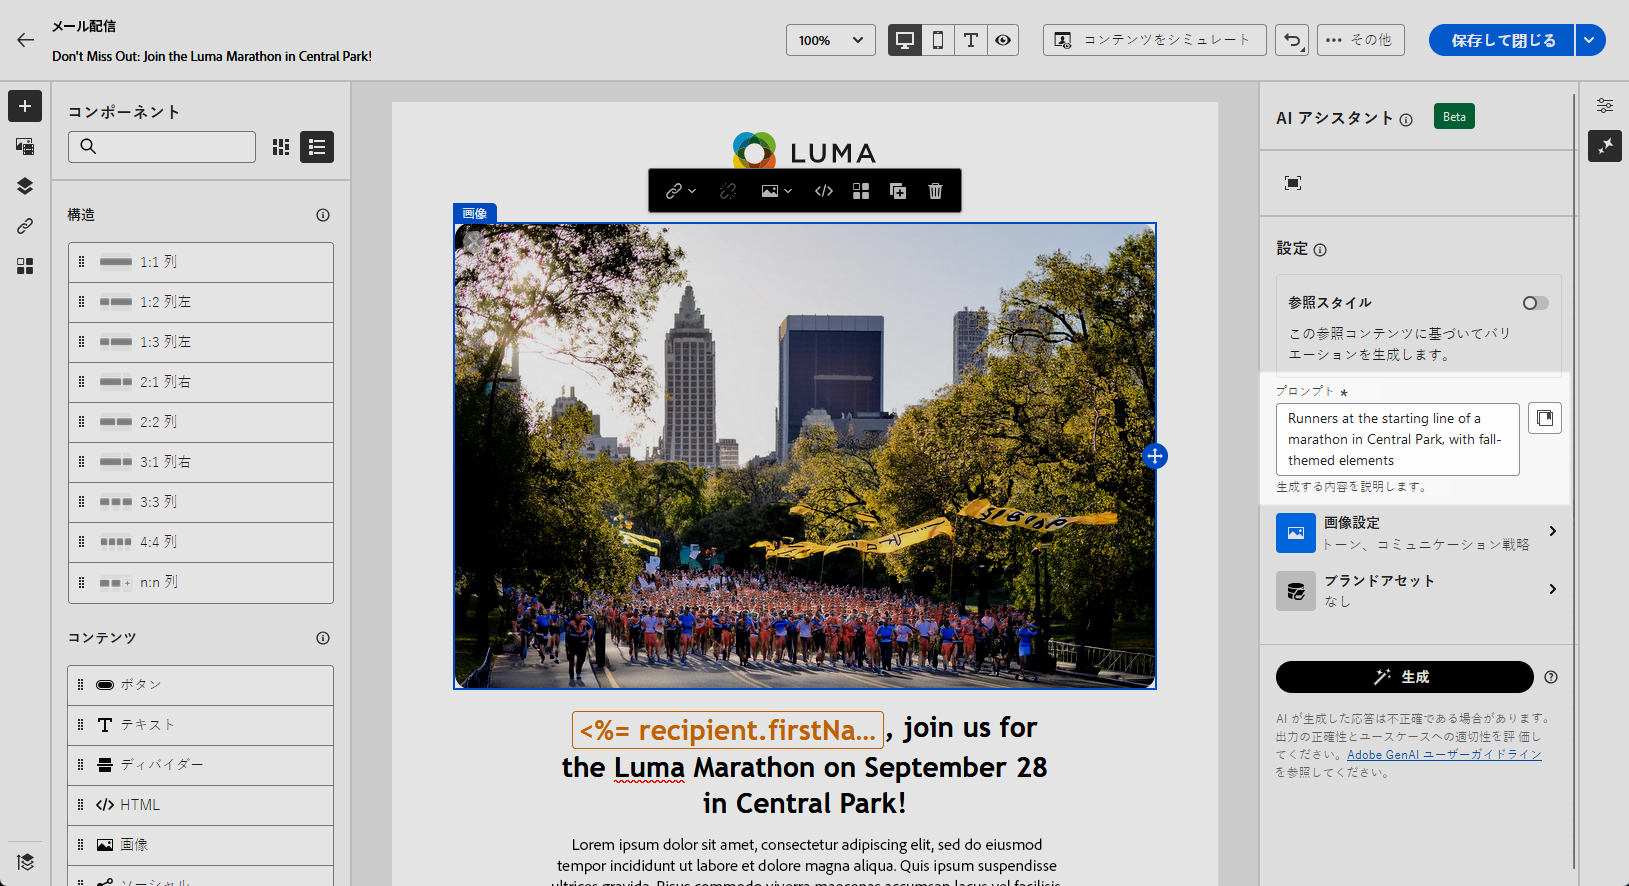 メール配信
Don't Miss Out: Join the Luma Marathon in Central Park!
100%
コンテンツをシミュレート
その他
保存して閉じる
コンポーネント
構造
1:1 列
1:2 列左
1:3 列左
2:1 列右
2:2 列
3:1 列右
3:3 列
4:4 列
n:n 列
コンテンツ
ボタン
テキスト
ディバイダー
HTML
画像
ソーシャル
LUMA
画像
<%= recipient.firstNa... , join us for
the Luma Marathon on September 28
in Central Park!
Lorem ipsum dolor sit amet, consectetur adipiscing elit, sed do eiusmod
tempor incididunt ut labore et dolore magna aliqua. Quis ipsum suspendisse
ultrices gravida. Risus commodo viverra maecenas accumsan lacus vel facilisis
AI アシスタント
Beta
設定
参照スタイル
この参照コンテンツに基づいてバリ
エーションを生成します。
プロンプト *
Runners at the starting line of a
marathon in Central Park, with fall-
themed elements
生成する内容を説明します。
画像設定
トーン、コミュニケーション戦略
ブランドアセット
なし
生成
AI が生成した応答は不正確である場合があります。
出力の正確性とユースケースへの適切性を評価し
てください。Adobe GenAI ユーザーガイドライン
を参照してください。